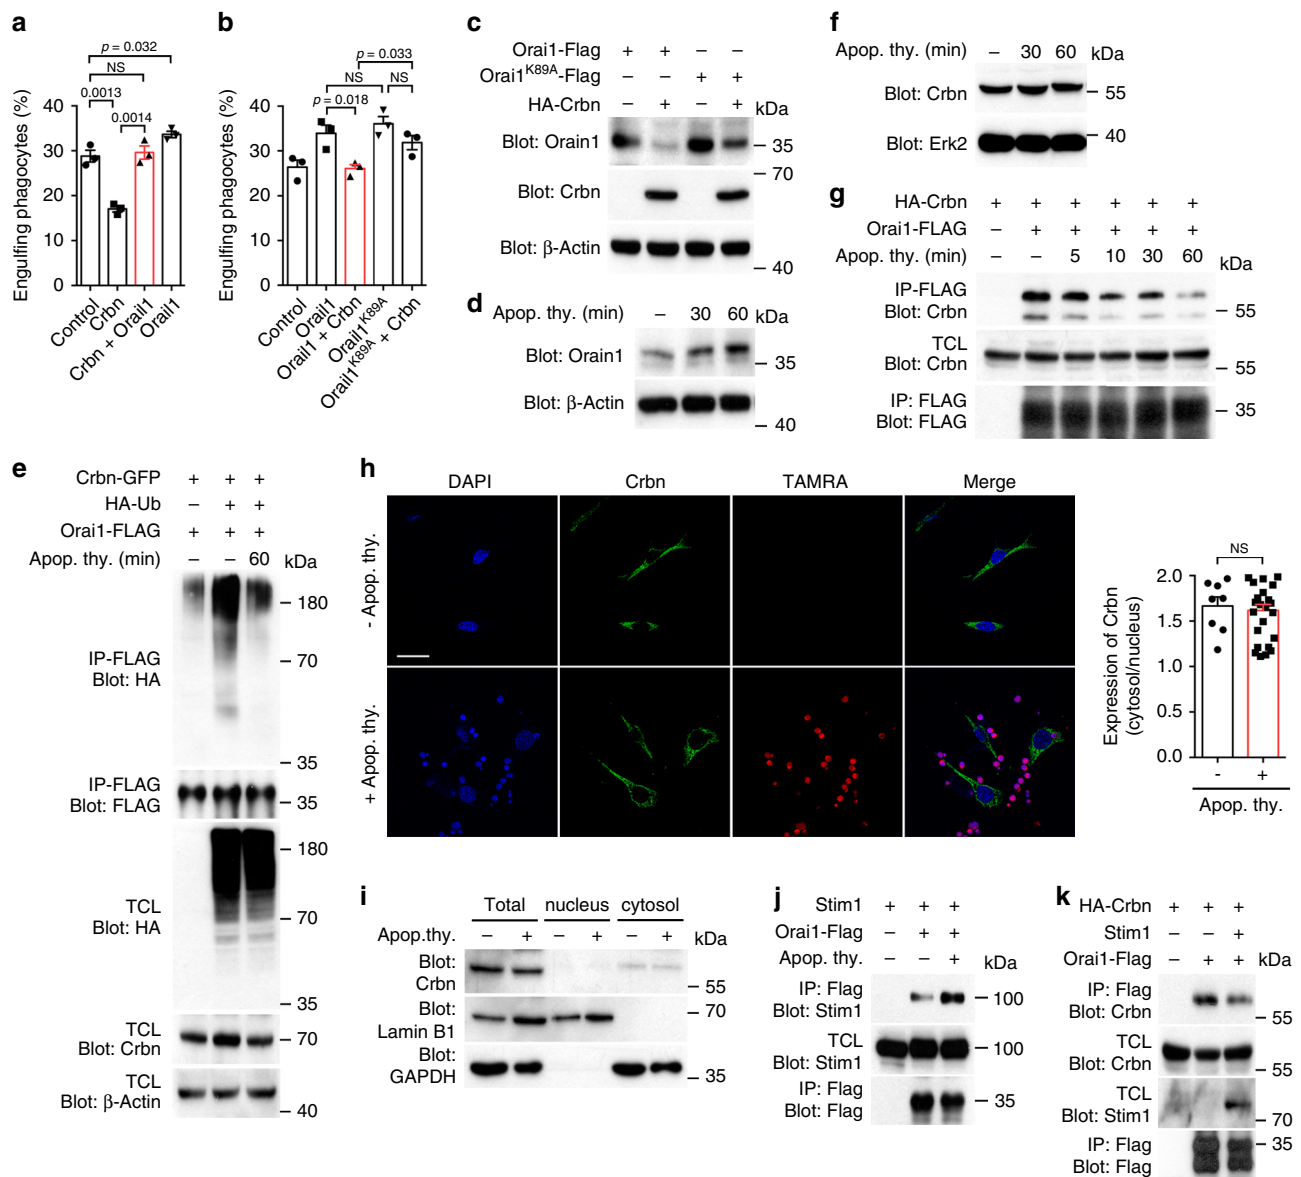 a
p = 0.032
NS
0.0013
0.0014
Engulfing phagocytes (%)
40
30
20
10
0
Control
Crbn
Crbn + Orail1
Orail1
b
p = 0.033
NS
NS
p = 0.018
Engulfing phagocytes (%)
40
30
20
10
0
Control
Orail1
Orail1 + Crbn
Orail1K89A
Orail1K89A + Crbn
c
Orai1-Flag + + – –
Orai1K89A-Flag – – + +
HA-Crbn – + – + kDa
Blot: Orain1
– 35
– 70
Blot: Crbn
Blot: β-Actin
– 40
d
Apop. thy. (min) – 30 60 kDa
Blot: Orain1
– 35
Blot: β-Actin
– 40
e
Crbn-GFP + + +
HA-Ub – + +
Orai1-FLAG + + +
Apop. thy. (min) – – 60 kDa
– 180
– 70
IP-FLAG
Blot: HA
– 35
IP-FLAG
Blot: FLAG
– 35
– 180
TCL
Blot: HA
– 70
– 35
TCL
Blot: Crbn
– 70
TCL
Blot: β-Actin
– 40
f
Apop. thy. (min) – 30 60 kDa
Blot: Crbn
– 55
Blot: Erk2
– 40
g
HA-Crbn + + + + + +
Orai1-FLAG – + + + + +
Apop. thy. (min) – – 5 10 30 60 kDa
IP-FLAG
Blot: Crbn
– 55
TCL
Blot: Crbn
– 55
IP: FLAG
Blot: FLAG
– 35
h
DAPI Crbn TAMRA Merge
- Apop. thy.
+ Apop. thy.
NS
Expression of Crbn
(cytosol/nucleus)
2.0
1.5
1.0
0.5
0.0
- +
Apop. thy.
i
Total nucleus cytosol
Apop.thy. – + – + – + kDa
Blot:
Crbn
– 55
Blot:
Lamin B1
– 70
Blot:
GAPDH
– 35
j
Stim1 + + +
Orai1-Flag – + +
Apop. thy. – – + kDa
IP: Flag
Blot: Stim1
– 100
TCL
Blot: Stim1
– 100
IP: Flag
Blot: Flag
– 35
k
HA-Crbn + + +
Stim1 – – +
Orai1-Flag – + + kDa
IP: Flag
Blot: Crbn
– 55
TCL
Blot: Crbn
– 55
TCL
Blot: Stim1
– 70
IP: Flag
Blot: Flag
– 35